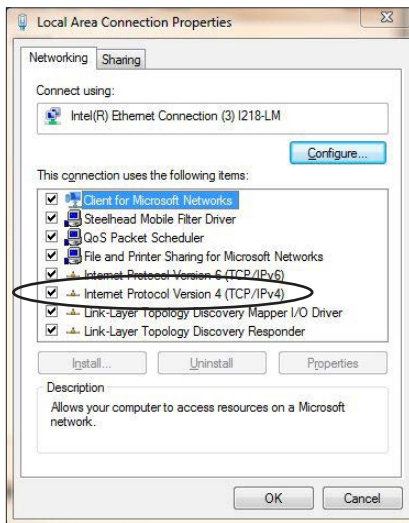 Local Area Connection Properties
Networking
Sharing
Connect using:
Intel(R) Ethernet Connection (3) I218-LM
Configure...
This connection uses the following items:
Client for Microsoft Networks
Steelhead Mobile Filter Driver
QoS Packet Scheduler
File and Printer Sharing for Microsoft Networks
Internet Protocol Version 6 (TCP/IPv6)
Internet Protocol Version 4 (TCP/IPv4)
Link-Layer Topology Discovery Mapper I/O Driver
Link-Layer Topology Discovery Responder
Install...
Uninstall
Properties
Description
Allows your computer to access resources on a Microsoft
network.
OK
Cancel